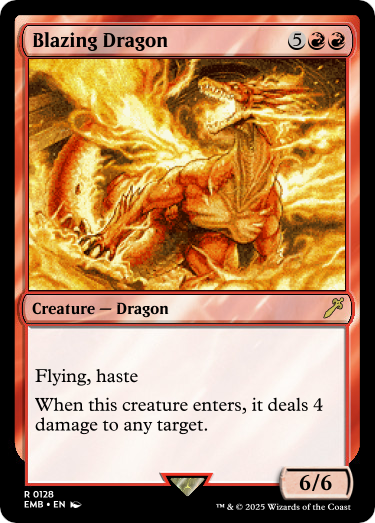 Blazing Dragon 5
Creature — Dragon
Flying, haste
When this creature enters, it deals 4
damage to any target.
6/6
R 0128
EMB • EN
™ & © 2025 Wizards of the Coast